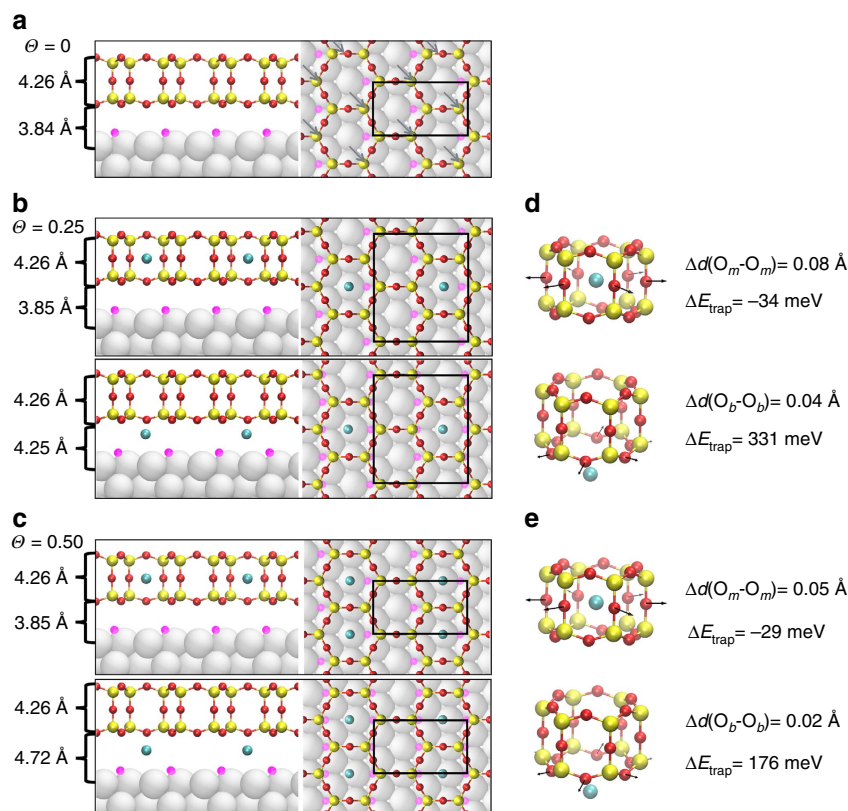 a
Θ = 0
4.26 Å
3.84 Å
b
Θ = 0.25
4.26 Å
3.85 Å
4.26 Å
4.25 Å
d
Δd(Om-Om)= 0.08 Å
ΔEtrap= –34 meV
Δd(Ob-Ob)= 0.04 Å
ΔEtrap= 331 meV
c
Θ = 0.50
4.26 Å
3.85 Å
4.26 Å
4.72 Å
e
Δd(Om-Om)= 0.05 Å
ΔEtrap= –29 meV
Δd(Ob-Ob)= 0.02 Å
ΔEtrap= 176 meV